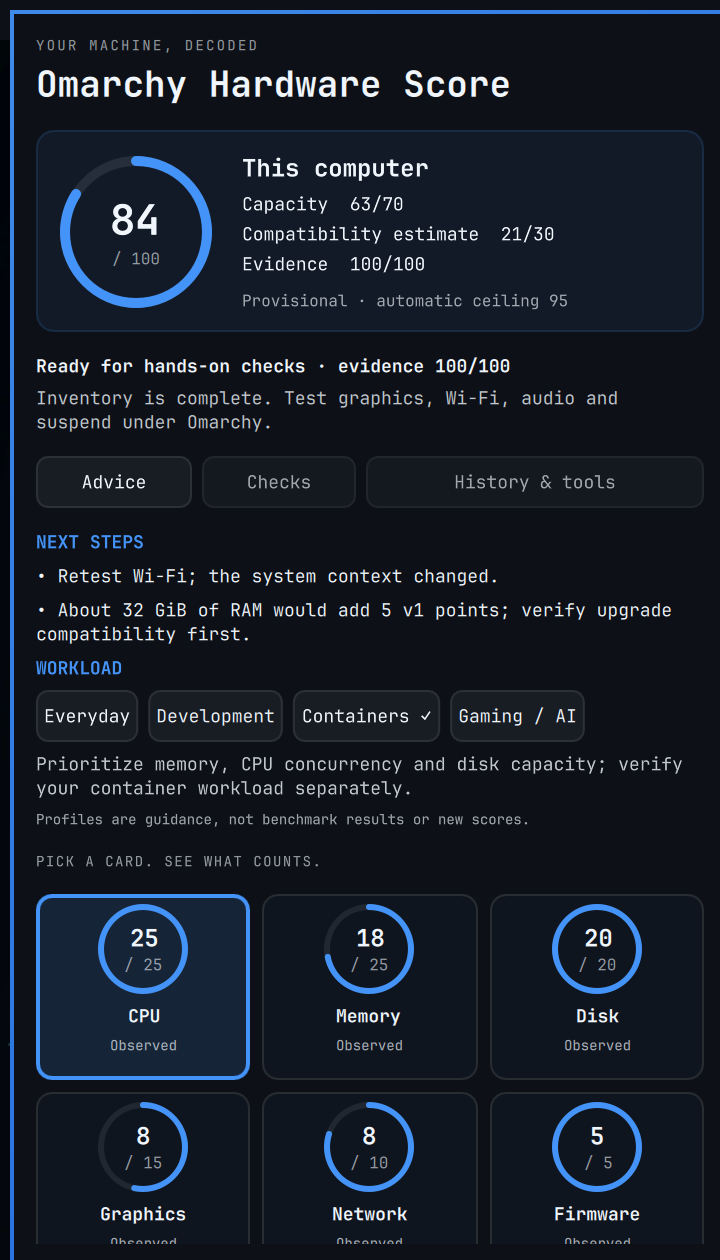 YOUR MACHINE, DECODED
Omarchy Hardware Score
84
/ 100
This computer
Capacity 63/70
Compatibility estimate 21/30
Evidence 100/100
Provisional · automatic ceiling 95
Ready for hands-on checks · evidence 100/100
Inventory is complete. Test graphics, Wi-Fi, audio and
suspend under Omarchy.
Advice
Checks
History & tools
NEXT STEPS
• Retest Wi-Fi; the system context changed.
• About 32 GiB of RAM would add 5 v1 points; verify upgrade
compatibility first.
WORKLOAD
Everyday
Development
Containers ✓
Gaming / AI
Prioritize memory, CPU concurrency and disk capacity; verify
your container workload separately.
Profiles are guidance, not benchmark results or new scores.
PICK A CARD. SEE WHAT COUNTS.
25
/ 25
CPU
Observed
18
/ 25
Memory
Observed
20
/ 20
Disk
Observed
8
/ 15
Graphics
Observed
8
/ 10
Network
Observed
5
/ 5
Firmware
Observed